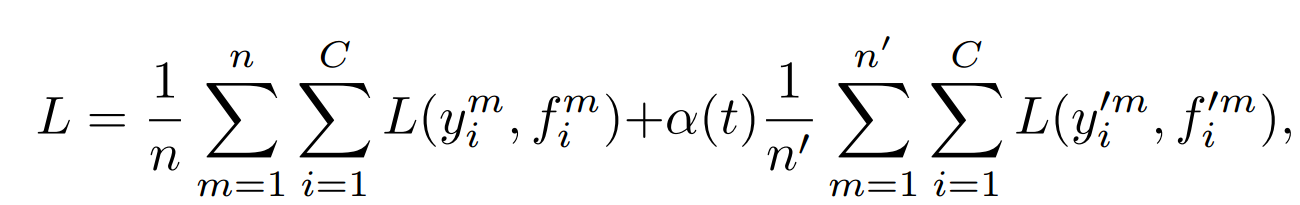 L = \frac{1}{n} \sum_{m=1}^{n} \sum_{i=1}^{C} L(y_i^m, f_i^m) + \alpha(t) \frac{1}{n'} \sum_{m=1}^{n'} \sum_{i=1}^{C} L(y_i'^m, f_i'^m),